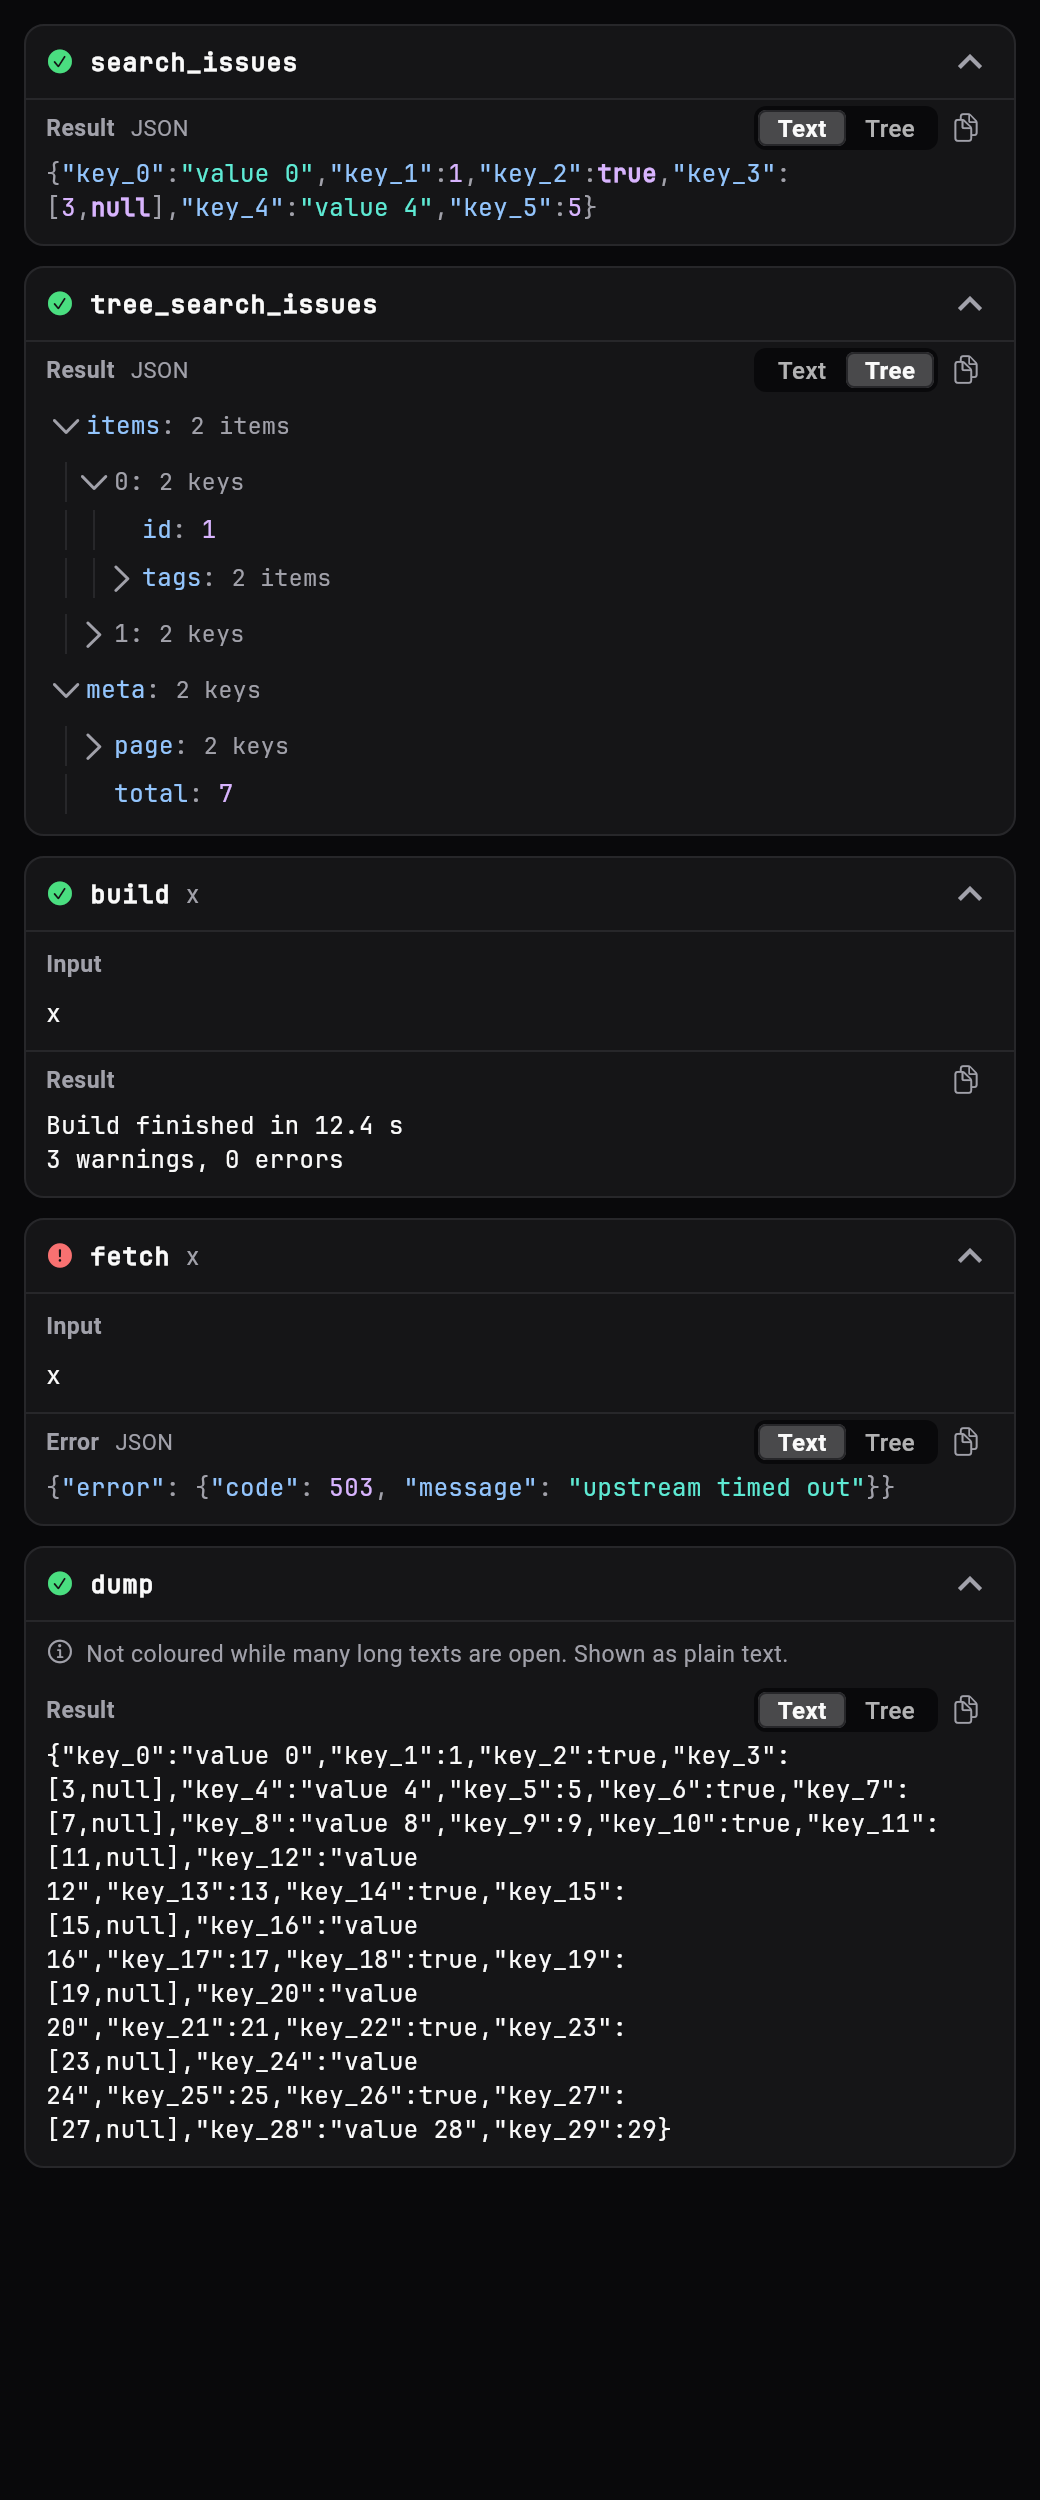 search_issues
Result JSON Text Tree
{"key_0":"value 0","key_1":1,"key_2":true,"key_3":
[3,null],"key_4":"value 4","key_5":5}
tree_search_issues
Result JSON Text Tree
items: 2 items
0: 2 keys
id: 1
tags: 2 items
1: 2 keys
meta: 2 keys
page: 2 keys
total: 7
build x
Input
x
Result
Build finished in 12.4 s
3 warnings, 0 errors
fetch x
Input
x
Error JSON Text Tree
{"error": {"code": 503, "message": "upstream timed out"}}
dump
Not coloured while many long texts are open. Shown as plain text.
Result Text Tree
{"key_0":"value 0","key_1":1,"key_2":true,"key_3":
[3,null],"key_4":"value 4","key_5":5,"key_6":true,"key_7":
[7,null],"key_8":"value 8","key_9":9,"key_10":true,"key_11":
[11,null],"key_12":"value
12","key_13":13,"key_14":true,"key_15":
[15,null],"key_16":"value
16","key_17":17,"key_18":true,"key_19":
[19,null],"key_20":"value
20","key_21":21,"key_22":true,"key_23":
[23,null],"key_24":"value
24","key_25":25,"key_26":true,"key_27":
[27,null],"key_28":"value 28","key_29":29}